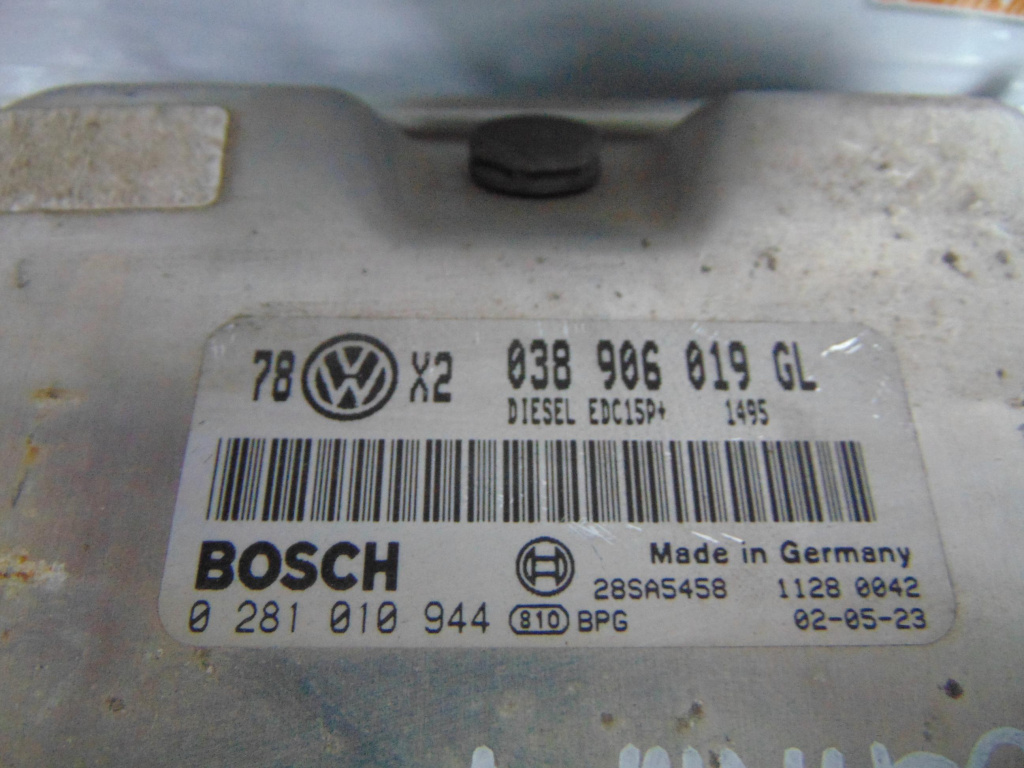 78 X2 038 906 019 GL
DIESEL EDC15P+ 1495
BOSCH Made in Germany
28SA5458 1128 0042
0 281 010 944 810 BPG 02-05-23